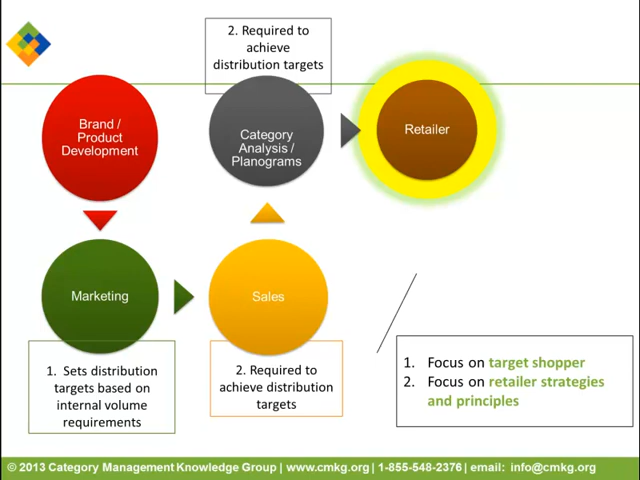 2. Required to
achieve
distribution targets
Brand /
Product
Development
Category
Analysis /
Planograms
Retailer
Marketing
Sales
1. Sets distribution
targets based on
internal volume
requirements
2. Required to
achieve distribution
targets
1. Focus on target shopper
2. Focus on retailer strategies
and principles
© 2013 Category Management Knowledge Group | www.cmkg.org | 1-855-548-2376 | email: info@cmkg.org